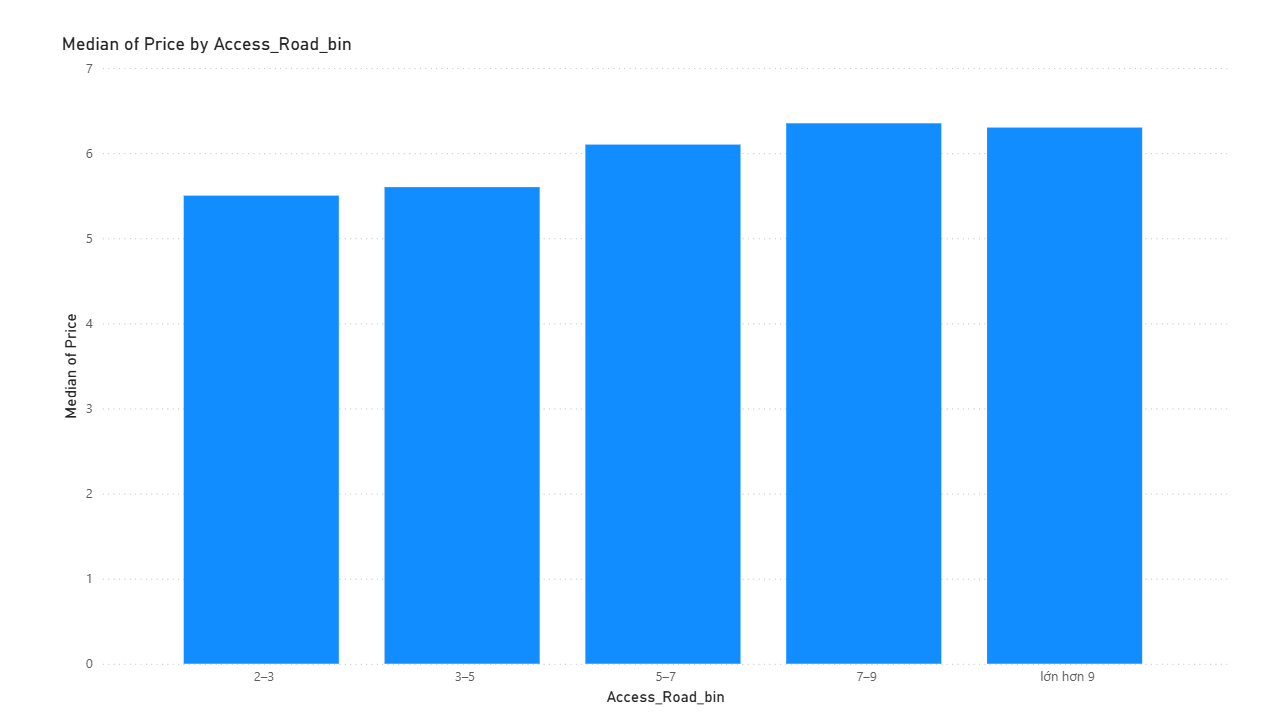 Median of Price by Access_Road_bin
7
6
5
4
3
2
1
0
Median of Price
2–3 3–5 5–7 7–9 lớn hơn 9
Access_Road_bin